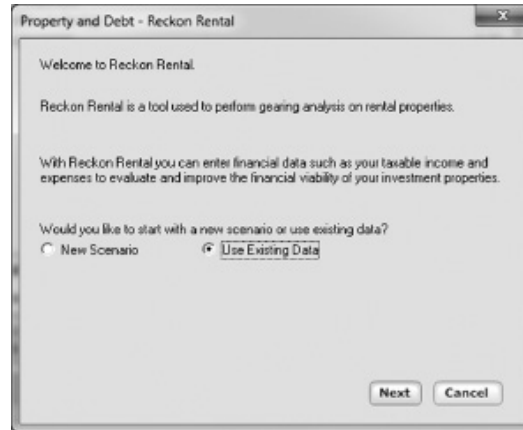 Property and Debt - Reckon Rental
Welcome to Reckon Rental.
Reckon Rental is a tool used to perform gearing analysis on rental properties.
With Reckon Rental you can enter financial data such as your taxable income and
expenses to evaluate and improve the financial viability of your investment properties.
Would you like to start with a new scenario or use existing data?
New Scenario Use Existing Data
Next Cancel